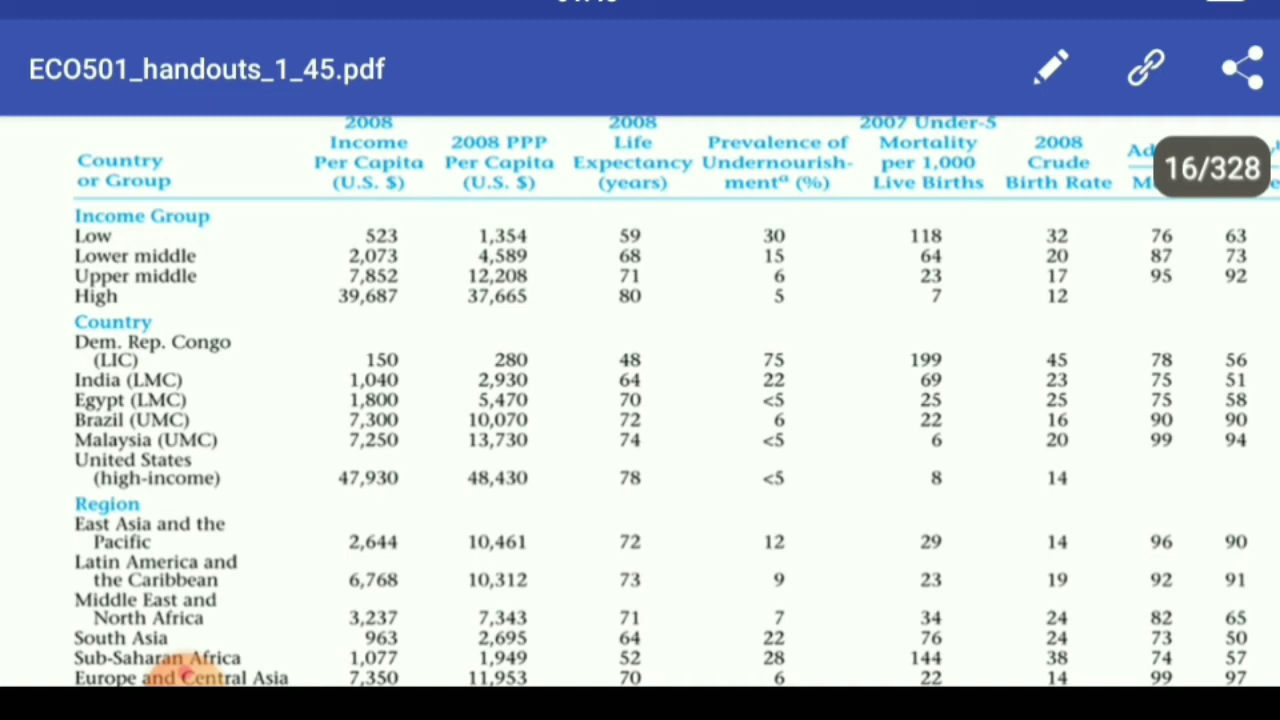 ECO501_handouts_1_45.pdf
2008 2008 2007 Under-5
Income 2008 PPP Life Prevalence of Mortality 2008
Country Per Capita Per Capita Expectancy Undernourish- per 1,000 Crude
or Group (U.S. $) (U.S. $) (years) mentᵃ (%) Live Births Birth Rate
16/328
Income Group
Low 523 1,354 59 30 118 32 76 63
Lower middle 2,073 4,589 68 15 64 20 87 73
Upper middle 7,852 12,208 71 6 23 17 95 92
High 39,687 37,665 80 5 7 12
Country
Dem. Rep. Congo
(LIC) 150 280 48 75 199 45 78 56
India (LMC) 1,040 2,930 64 22 69 23 75 51
Egypt (LMC) 1,800 5,470 70 <5 25 25 75 58
Brazil (UMC) 7,300 10,070 72 6 22 16 90 90
Malaysia (UMC) 7,250 13,730 74 <5 6 20 99 94
United States
(high-income) 47,930 48,430 78 <5 8 14
Region
East Asia and the
Pacific 2,644 10,461 72 12 29 14 96 90
Latin America and
the Caribbean 6,768 10,312 73 9 23 19 92 91
Middle East and
North Africa 3,237 7,343 71 7 34 24 82 65
South Asia 963 2,695 64 22 76 24 73 50
Sub-Saharan Africa 1,077 1,949 52 28 144 38 74 57
Europe and Central Asia 7,350 11,953 70 6 22 14 99 97